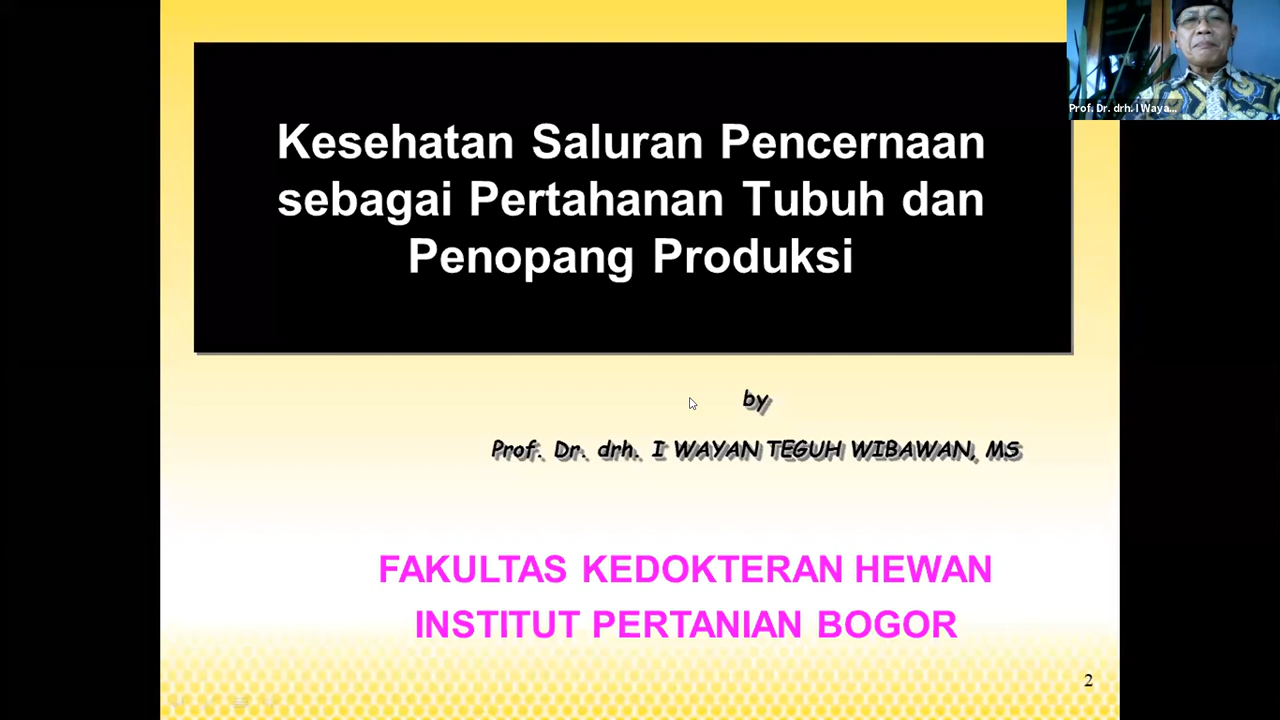 Kesehatan Saluran Pencernaan
sebagai Pertahanan Tubuh dan
Penopang Produksi
by
Prof. Dr. drh. I WAYAN TEGUH WIBAWAN, MS
FAKULTAS KEDOKTERAN HEWAN
INSTITUT PERTANIAN BOGOR
2
Prof. Dr. drh. I Waya...